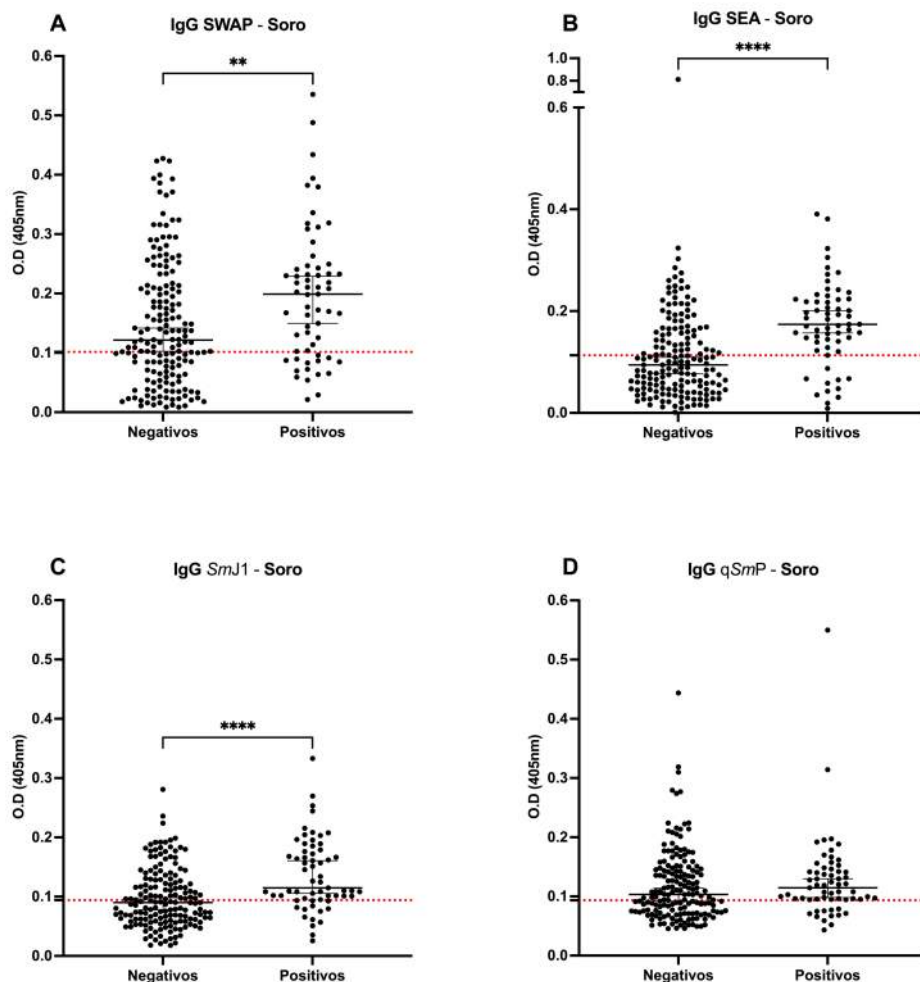 A
IgG SWAP - Soro
**
0.6
0.5
0.4
0.3
0.2
0.1
0.0
O.D (405nm)
Negativos
Positivos
B
IgG SEA - Soro
****
1.0
0.8
0.6
0.4
0.2
0.0
O.D (405nm)
Negativos
Positivos
C
IgG SmJ1 - Soro
****
0.6
0.5
0.4
0.3
0.2
0.1
0.0
O.D (405nm)
Negativos
Positivos
D
IgG qSmP - Soro
0.6
0.5
0.4
0.3
0.2
0.1
0.0
O.D (405nm)
Negativos
Positivos